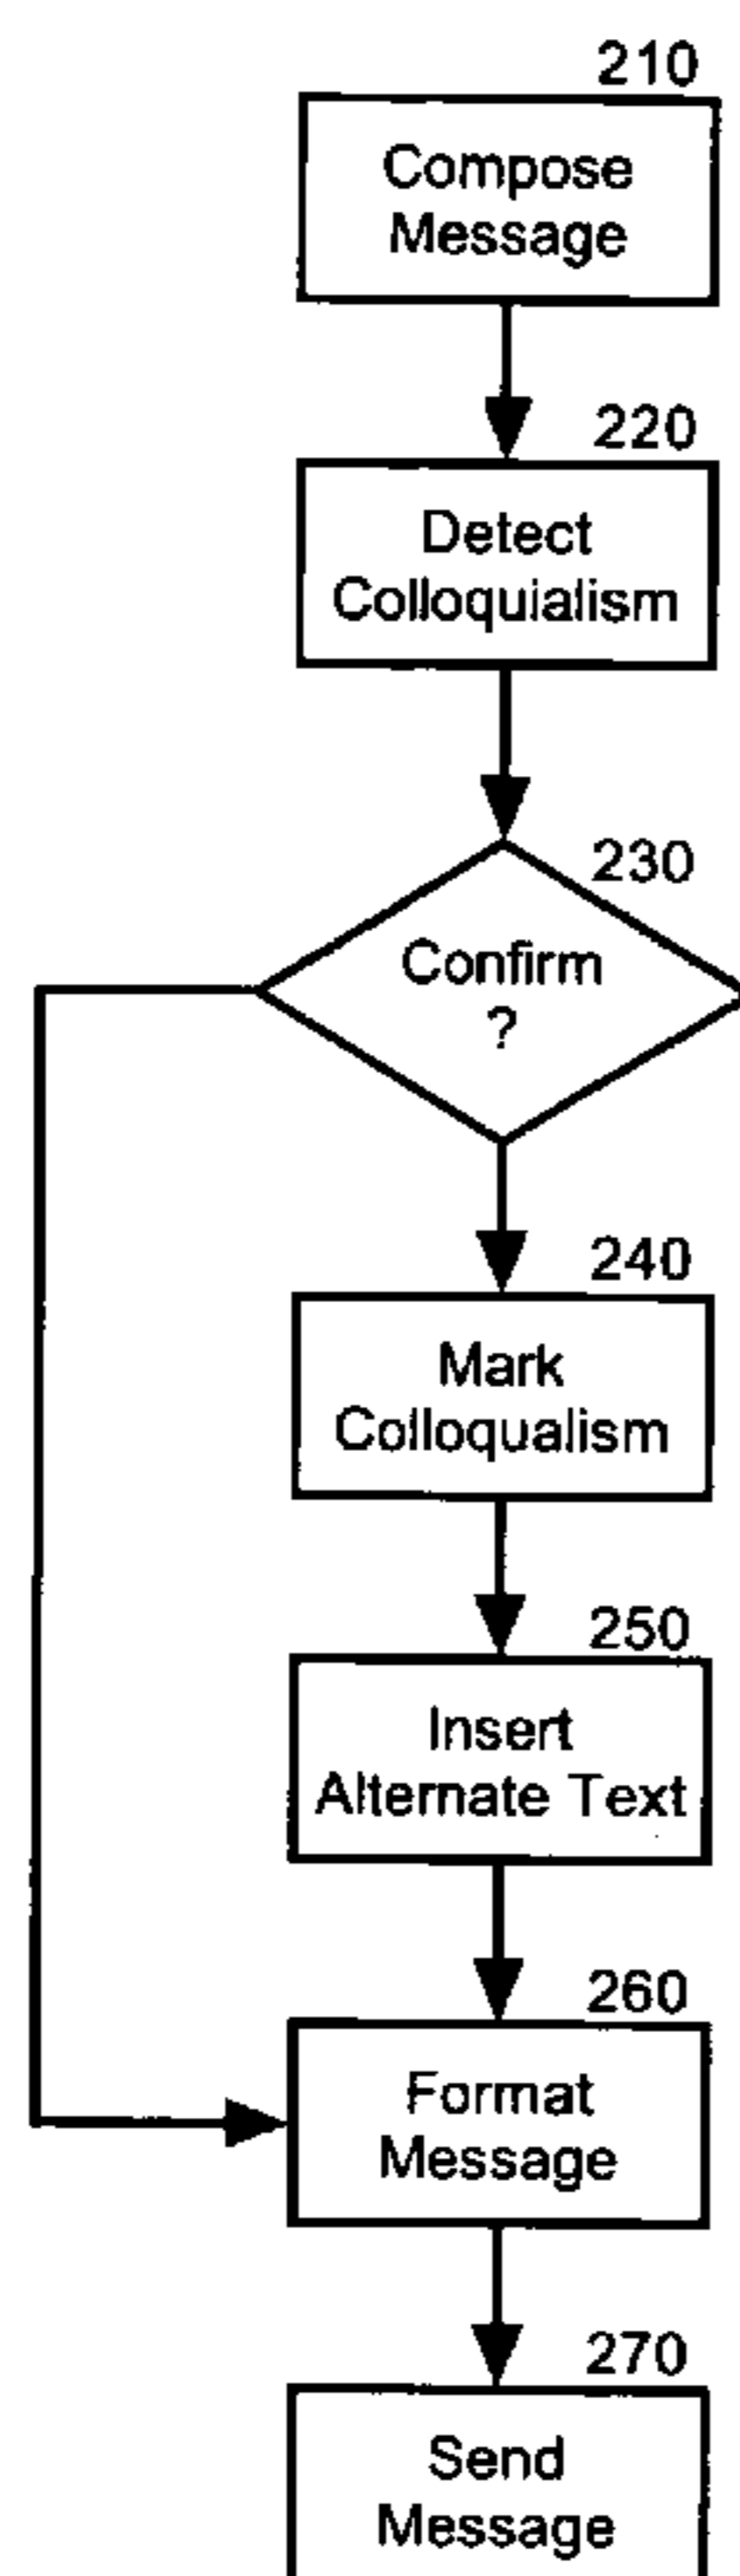 210
Compose
Message
220
Detect
Colloquialism
230
Confirm
?
240
Mark
Colloqualism
250
Insert
Alternate Text
260
Format
Message
270
Send
Message